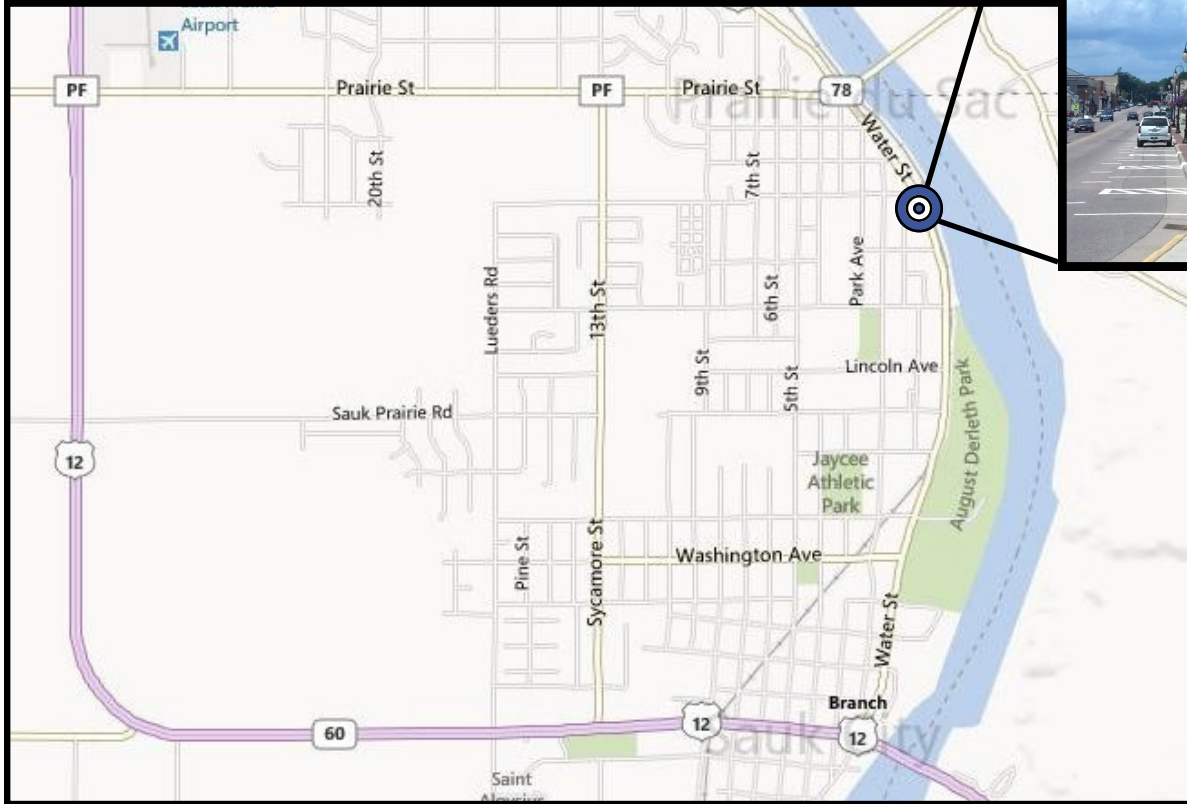 Airport
PF
Prairie St
PF
Prairie St
78
Prairie du Sac
Water St
20th St
7th St
Park Ave
Lueders Rd
13th St
6th St
9th St
5th St
Lincoln Ave
August Derleth Park
Sauk Prairie Rd
12
Jaycee
Athletic
Park
Pine St
Sycamore St
Washington Ave
Water St
Branch
60
12
12
Sauk City
Saint
Aloysius